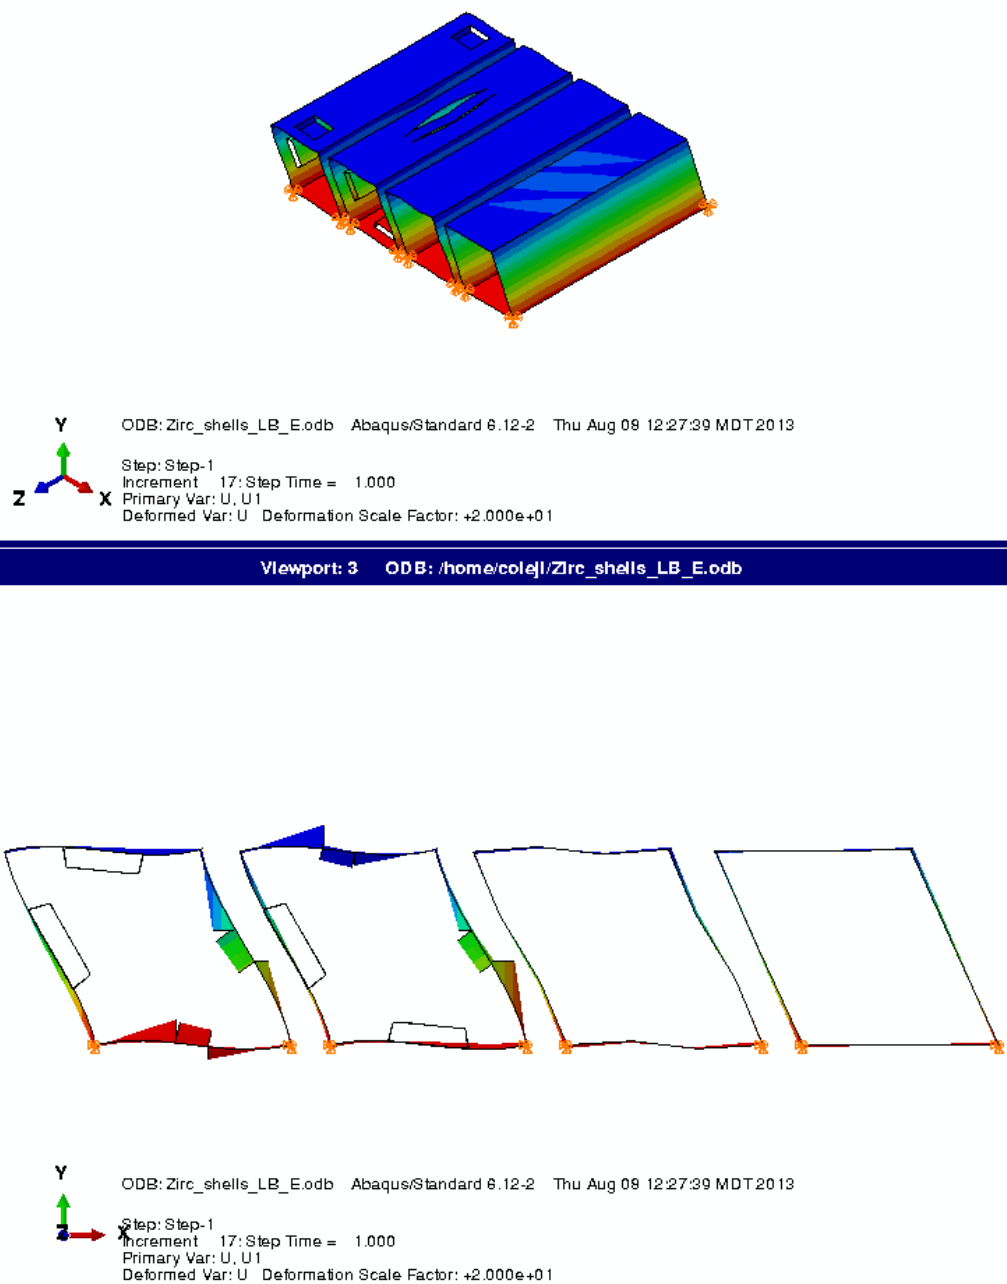 Y
ODB: Zirc_shells_LB_E.odb Abaqus/Standard 6.12-2 Thu Aug 08 12:27:39 MDT 2013
Step: Step-1
Z X
Increment 17: Step Time = 1.000
Primary Var: U, U1
Deformed Var: U Deformation Scale Factor: +2.000e+01
Viewport: 3 ODB: /home/colejl/Zirc_shells_LB_E.odb
Y
ODB: Zirc_shells_LB_E.odb Abaqus/Standard 6.12-2 Thu Aug 08 12:27:39 MDT 2013
Step: Step-1
Z X
Increment 17: Step Time = 1.000
Primary Var: U, U1
Deformed Var: U Deformation Scale Factor: +2.000e+01